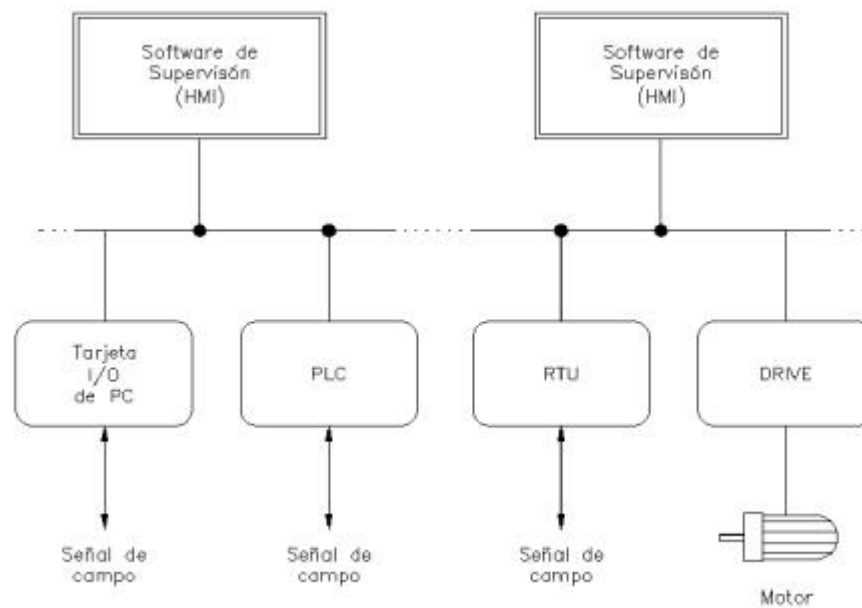 Software de
Supervisón
(HMI)
Software de
Supervisón
(HMI)
Tarjeta
I/O
de PC
PLC
RTU
DRIVE
Señal de
campo
Señal de
campo
Señal de
campo
Motor